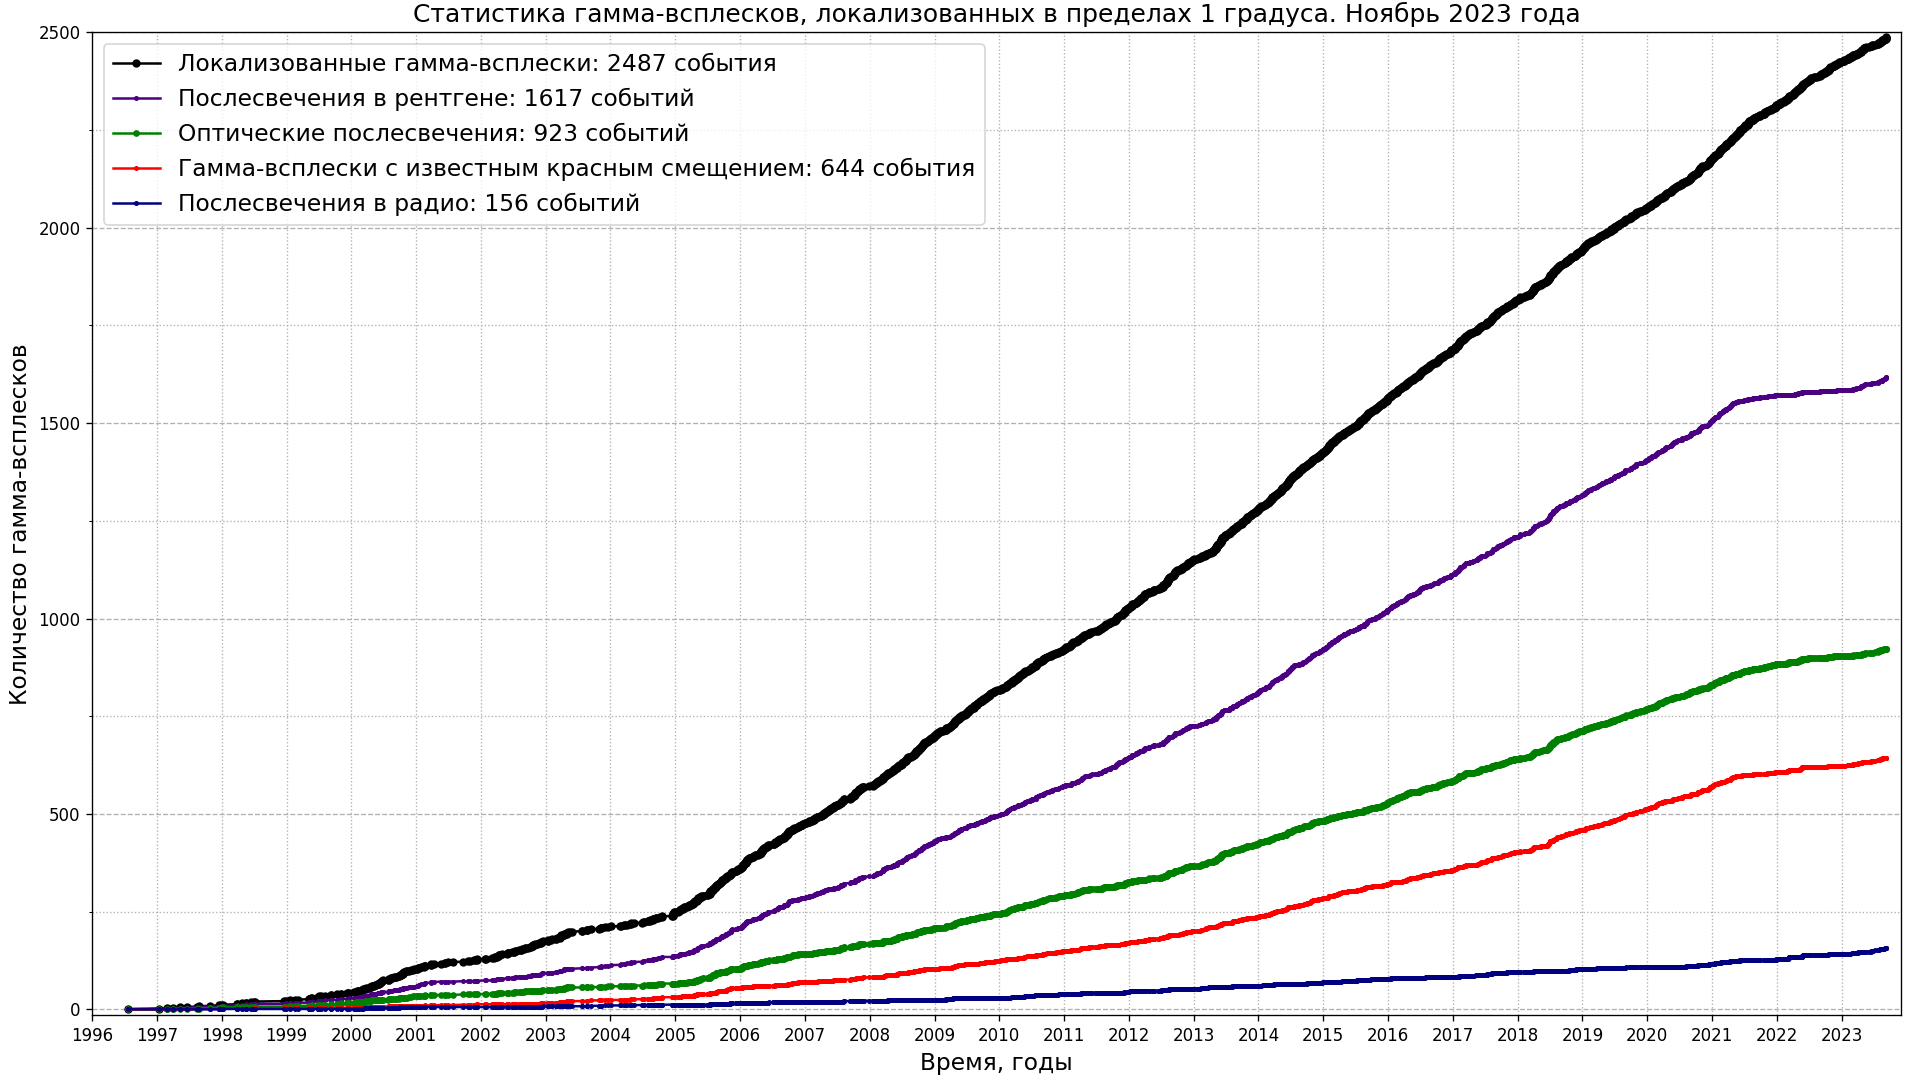 Статистика гамма-всплесков, локализованных в пределах 1 градуса. Ноябрь 2023 года
Локализованные гамма-всплески: 2487 события
Послесвечения в рентгене: 1617 событий
Оптические послесвечения: 923 событий
Гамма-всплески с известным красным смещением: 644 события
Послесвечения в радио: 156 событий
Количество гамма-всплесков
2500
2000
1500
1000
500
0
1996 1997 1998 1999 2000 2001 2002 2003 2004 2005 2006 2007 2008 2009 2010 2011 2012 2013 2014 2015 2016 2017 2018 2019 2020 2021 2022 2023
Время, годы